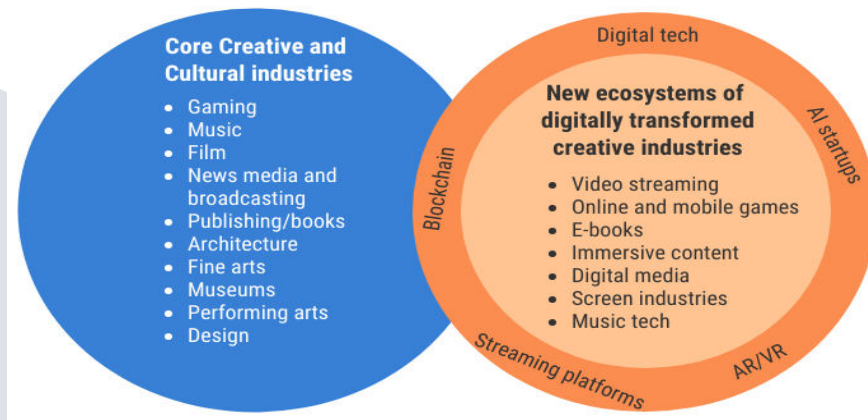 Core Creative and
Cultural industries
• Gaming
• Music
• Film
• News media and
broadcasting
• Publishing/books
• Architecture
• Fine arts
• Museums
• Performing arts
• Design
Digital tech
AI startups
Blockchain
New ecosystems of
digitally transformed
creative industries
• Video streaming
• Online and mobile games
• E-books
• Immersive content
• Digital media
• Screen industries
• Music tech
Streaming platforms
AR/VR